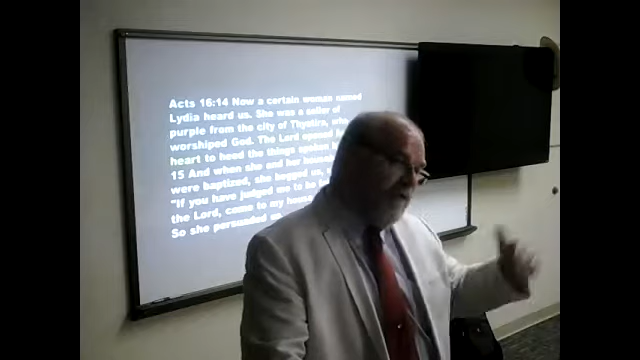 Acts 16:14 Now a certain woman named
Lydia heard us. She was a seller of
purple from the city of Thyatira, who
worshiped God. The Lord opened
heart to heed the things spoken
15 And when she and her
were baptized, she begged us,
"If you have judged me to be
the Lord, come to my
So she persuaded